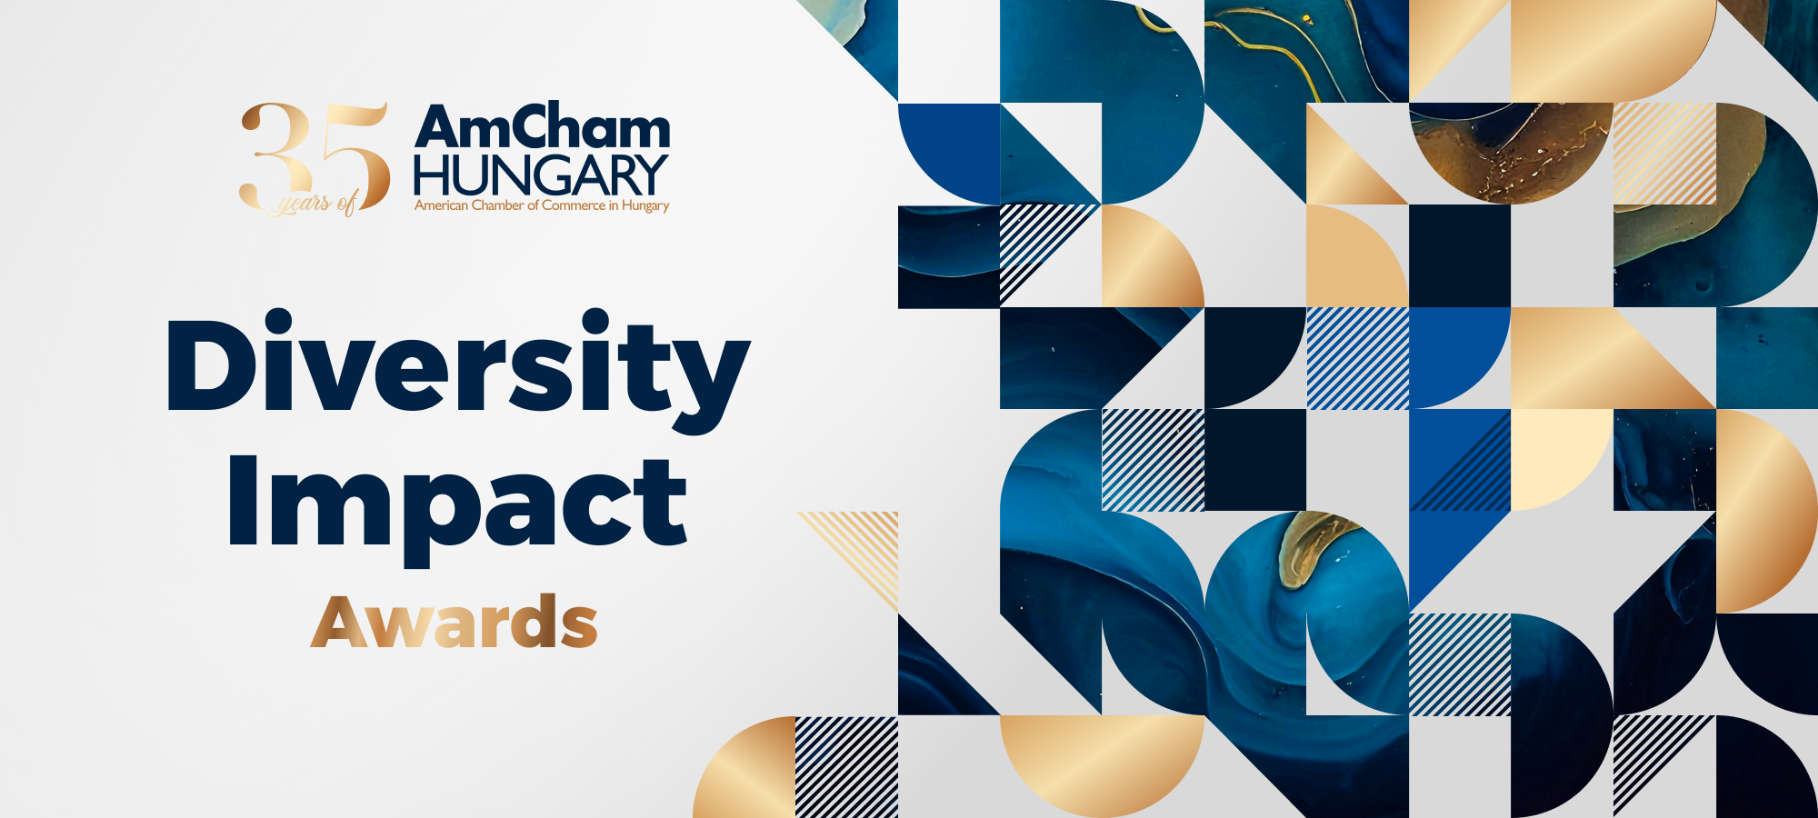 35 years of
AmCham
HUNGARY
American Chamber of Commerce in Hungary
Diversity
Impact
Awards